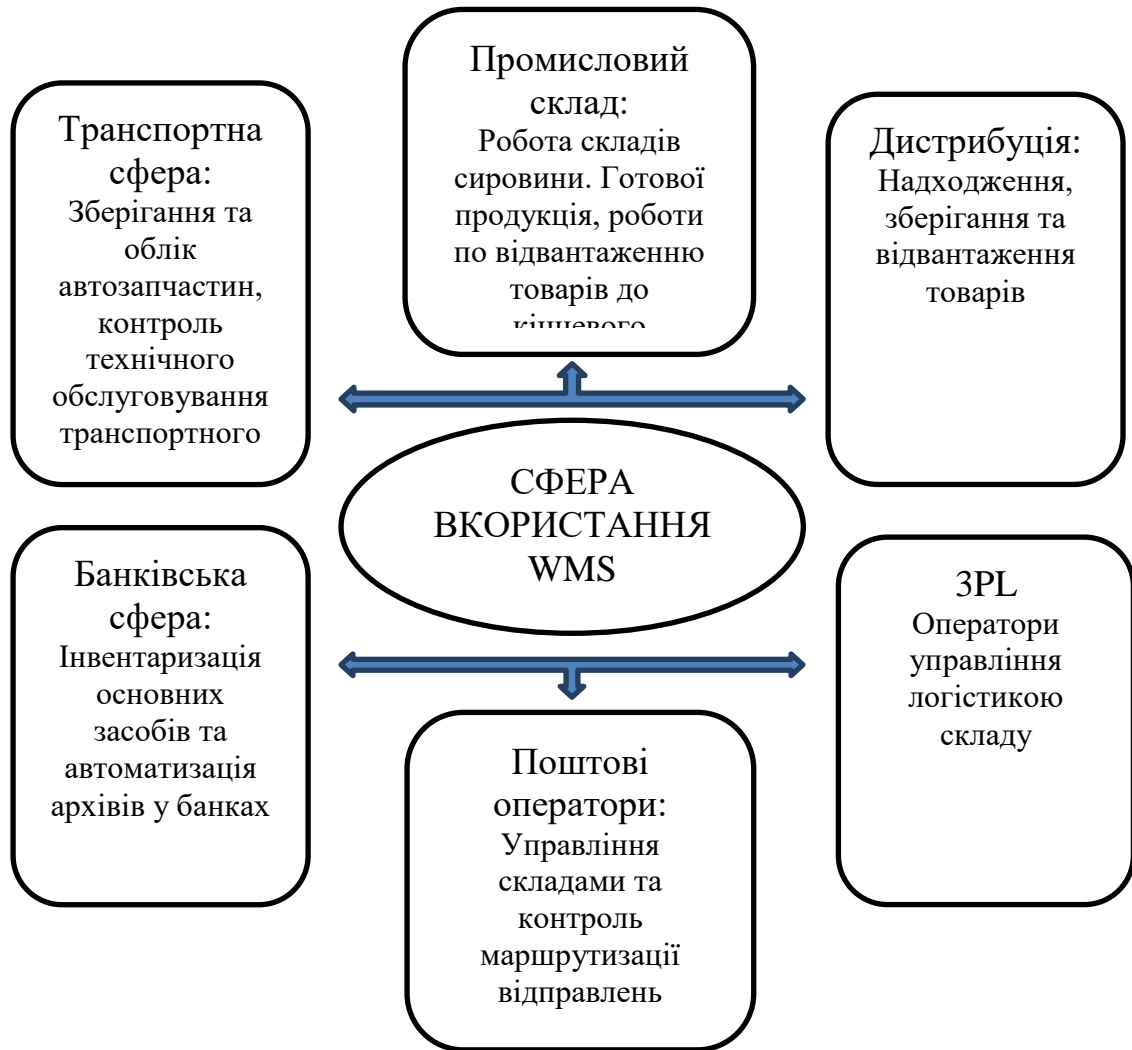 Промисловий
склад:
Робота складів
сировини. Готової
продукція, роботи
по відвантаженню
товарів до
кінцевого
Транспортна
сфера:
Зберігання та
облік
автозапчастин,
контроль
технічного
обслуговування
транспортного
Дистрибуція:
Надходження,
зберігання та
відвантаження
товарів
СФЕРА
ВКОРИСТАННЯ
WMS
Банківська
сфера:
Інвентаризація
основних
засобів та
автоматизація
архівів у банках
3PL
Оператори
управління
логістикою
складу
Поштові
оператори:
Управління
складами та
контроль
маршрутизації
відправлень